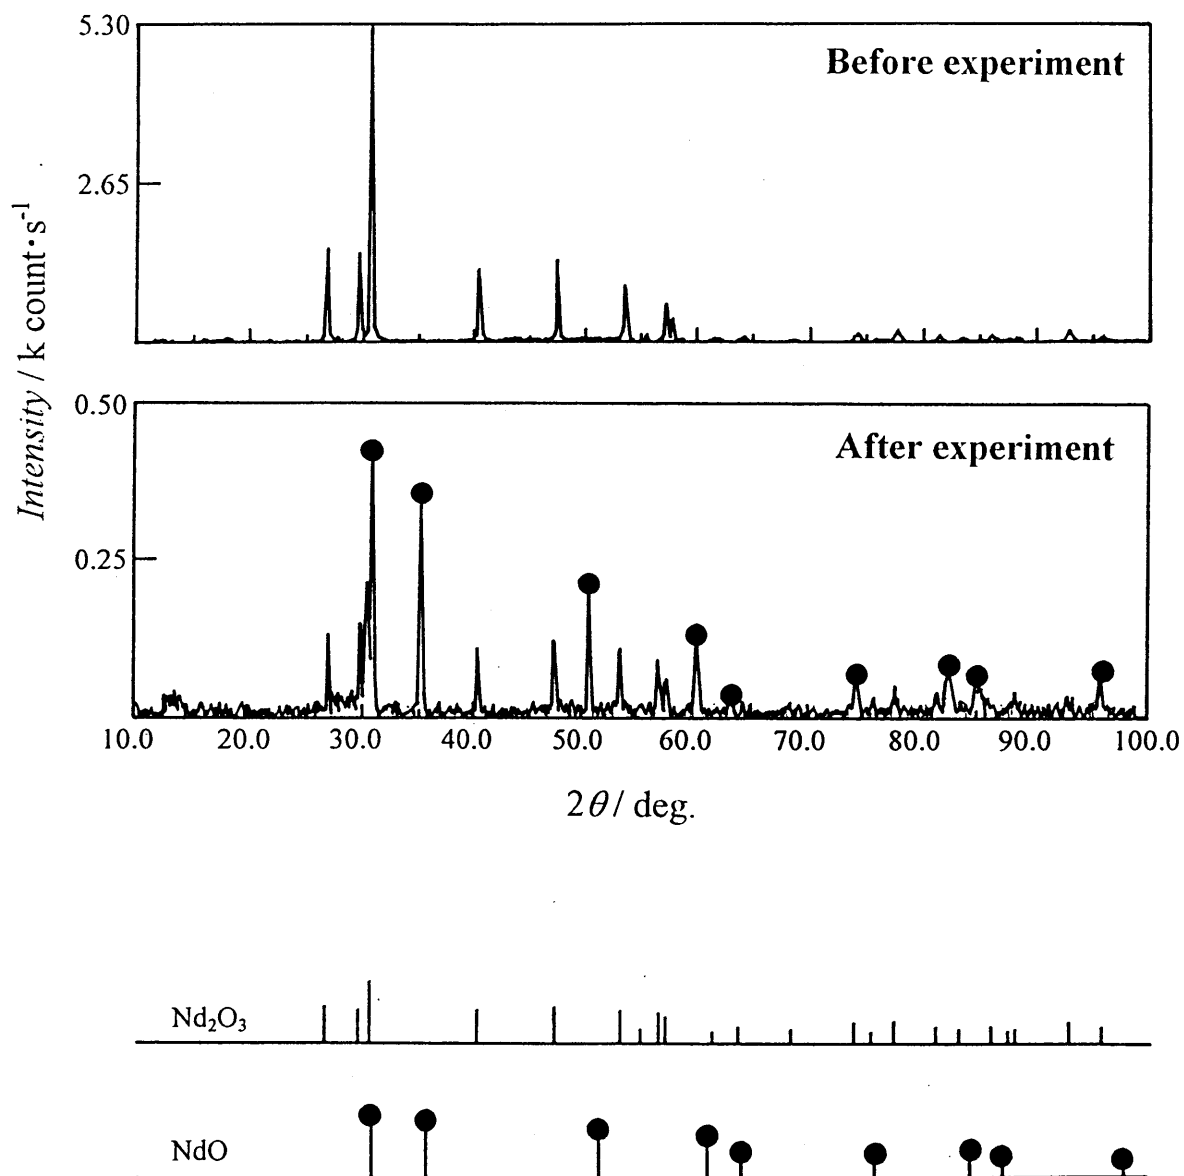 5.30
Before experiment
2.65
Intensity / k count·s⁻¹
0.50
After experiment
0.25
10.0 20.0 30.0 40.0 50.0 60.0 70.0 80.0 90.0 100.0
2θ / deg.
Nd₂O₃
NdO